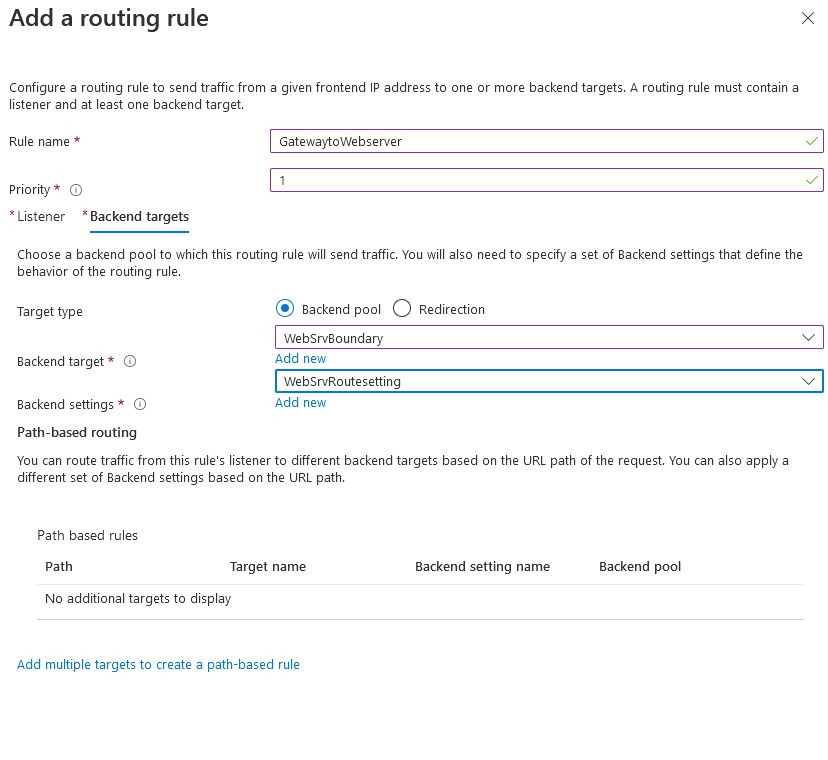 Add a routing rule
Configure a routing rule to send traffic from a given frontend IP address to one or more backend targets. A routing rule must contain a
listener and at least one backend target.
Rule name *
GatewaytoWebserver
Priority *
1
* Listener
* Backend targets
Choose a backend pool to which this routing rule will send traffic. You will also need to specify a set of Backend settings that define the
behavior of the routing rule.
Target type
Backend pool
Redirection
Backend target *
WebSrvBoundary
Add new
Backend settings *
WebSrvRoutesetting
Add new
Path-based routing
You can route traffic from this rule's listener to different backend targets based on the URL path of the request. You can also apply a
different set of Backend settings based on the URL path.
Path based rules
Path Target name Backend setting name Backend pool
No additional targets to display
Add multiple targets to create a path-based rule